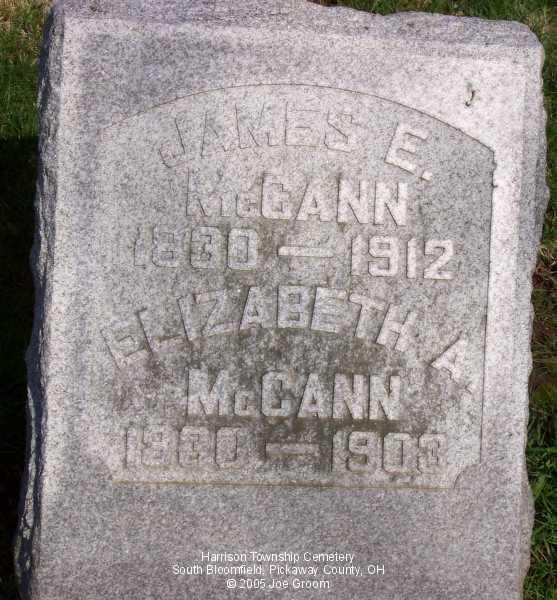 JAMES E.
McCANN
1830 — 1912
ELIZABETH A.
McCANN
1830 — 1903
Harrison Township Cemetery
South Bloomfield, Pickaway County, OH
© 2005 Joe Groom